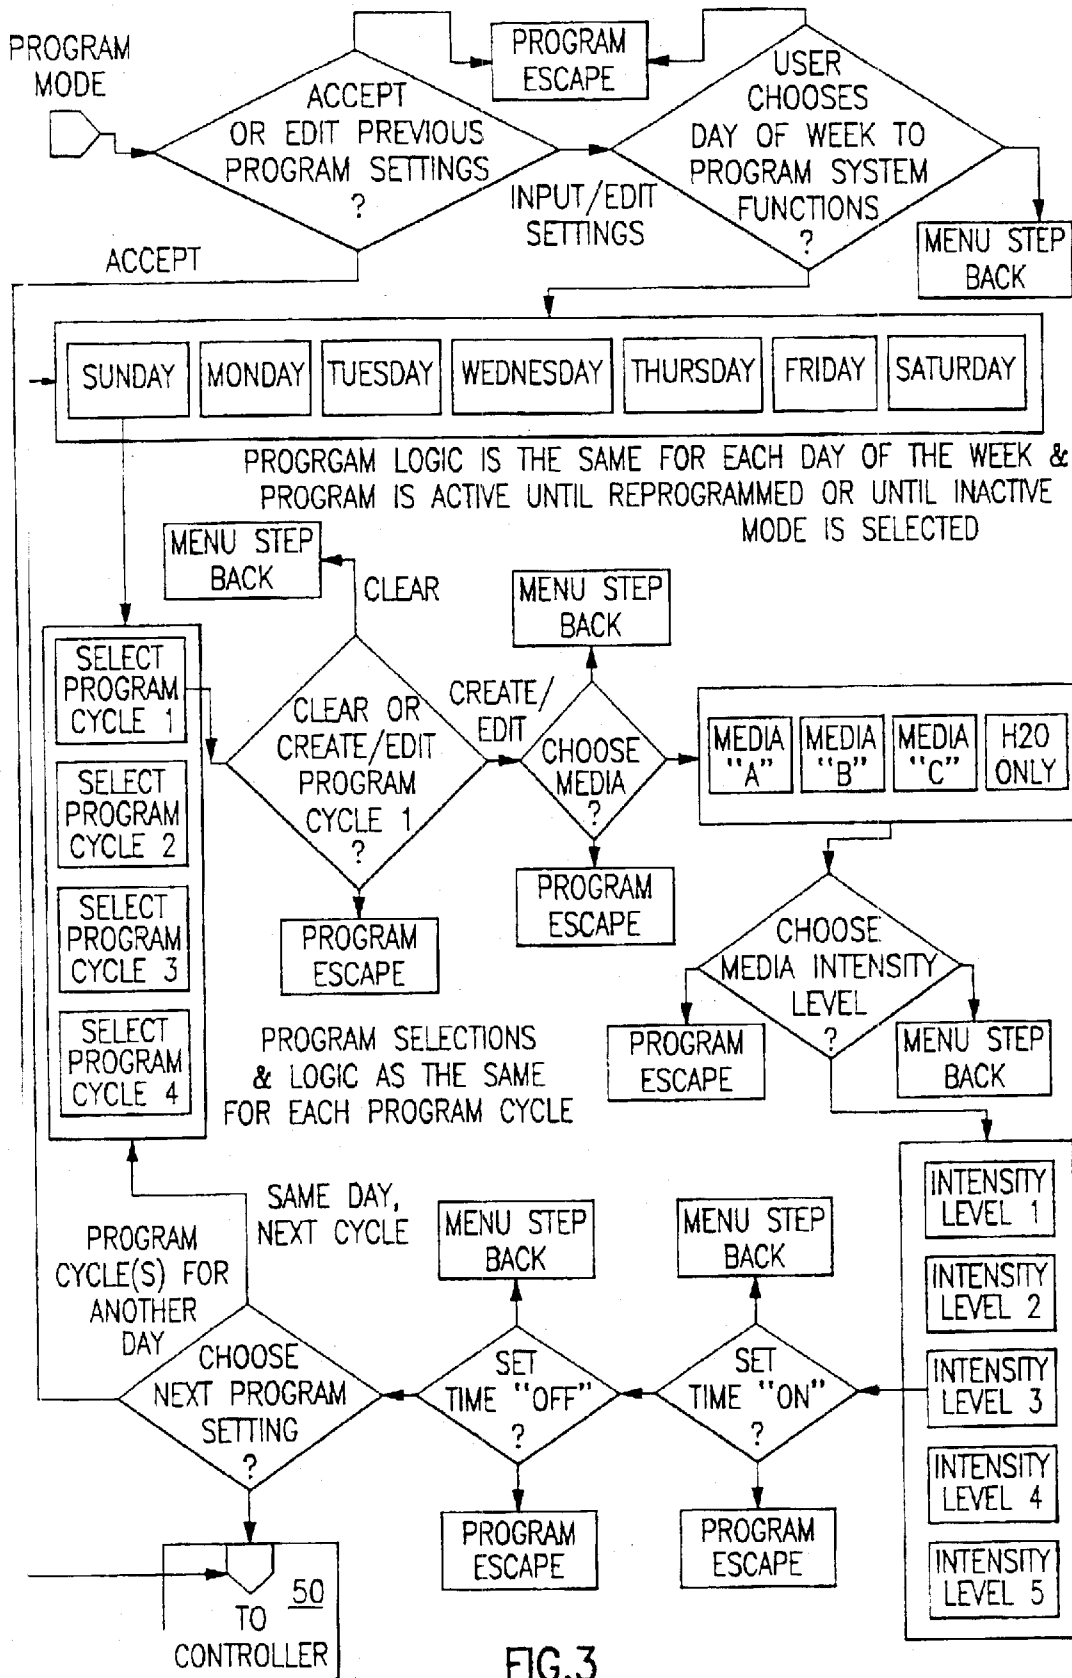 PROGRAM
MODE
ACCEPT
OR EDIT PREVIOUS
PROGRAM SETTINGS
?
PROGRAM
ESCAPE
USER
CHOOSES
DAY OF WEEK TO
PROGRAM SYSTEM
FUNCTIONS
?
INPUT/EDIT
SETTINGS
MENU STEP
BACK
ACCEPT
SUNDAY
MONDAY
TUESDAY
WEDNESDAY
THURSDAY
FRIDAY
SATURDAY
PROGRGAM LOGIC IS THE SAME FOR EACH DAY OF THE WEEK &
PROGRAM IS ACTIVE UNTIL REPROGRAMMED OR UNTIL INACTIVE
MODE IS SELECTED
MENU STEP
BACK
CLEAR
MENU STEP
BACK
SELECT
PROGRAM
CYCLE 1
SELECT
PROGRAM
CYCLE 2
SELECT
PROGRAM
CYCLE 3
SELECT
PROGRAM
CYCLE 4
CLEAR OR
CREATE/EDIT
PROGRAM
CYCLE 1
?
CREATE/
EDIT
CHOOSE
MEDIA
?
MEDIA
"A"
MEDIA
"B"
MEDIA
"C"
H2O
ONLY
PROGRAM
ESCAPE
PROGRAM
ESCAPE
CHOOSE
MEDIA INTENSITY
LEVEL
?
PROGRAM
ESCAPE
MENU STEP
BACK
PROGRAM SELECTIONS
& LOGIC AS THE SAME
FOR EACH PROGRAM CYCLE
INTENSITY
LEVEL 1
INTENSITY
LEVEL 2
INTENSITY
LEVEL 3
INTENSITY
LEVEL 4
INTENSITY
LEVEL 5
SAME DAY,
NEXT CYCLE
PROGRAM
CYCLE(S) FOR
ANOTHER
DAY
MENU STEP
BACK
MENU STEP
BACK
CHOOSE
NEXT PROGRAM
SETTING
?
SET
TIME "OFF"
?
SET
TIME "ON"
?
PROGRAM
ESCAPE
PROGRAM
ESCAPE
50
TO
CONTROLLER
FIG.3